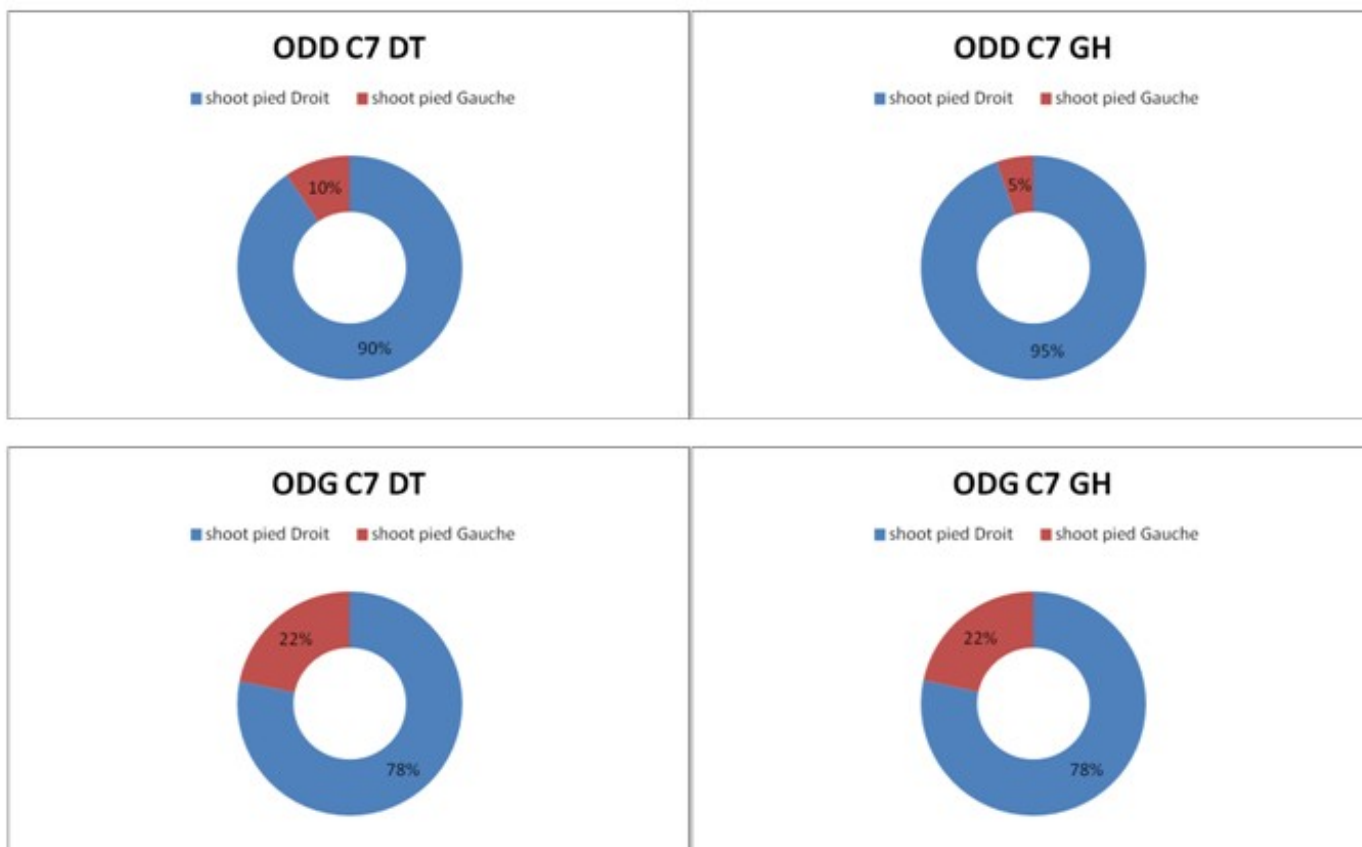 ODD C7 DT
shoot pied Droit shoot pied Gauche
10%
90%
ODD C7 GH
shoot pied Droit shoot pied Gauche
5%
95%
ODG C7 DT
shoot pied Droit shoot pied Gauche
22%
78%
ODG C7 GH
shoot pied Droit shoot pied Gauche
22%
78%